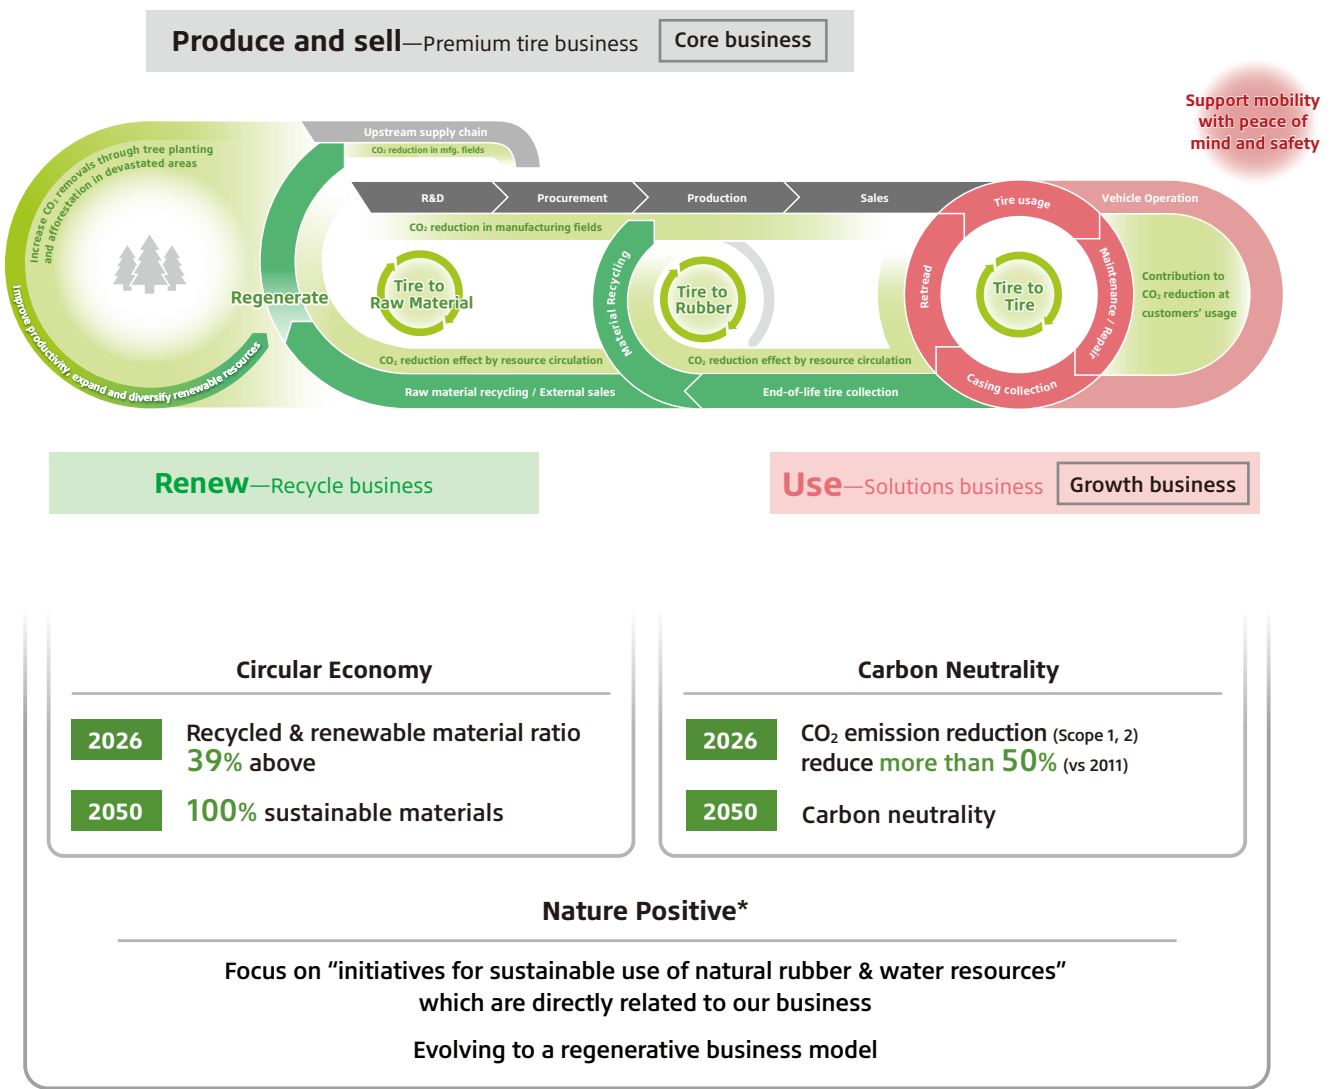 Produce and sell—Premium tire business
Core business
Support mobility
with peace of
mind and safety
Upstream supply chain
CO₂ reduction in mfg. fields
Increase CO₂ removals through tree planting
and afforestation in devastated areas
R&D
Procurement
Production
Sales
Tire usage
Vehicle Operation
CO₂ reduction in manufacturing fields
Improve productivity, expand and diversify renewable resources
Regenerate
Tire to
Raw Material
Material Recycling
Tire to
Rubber
Retread
Tire to
Tire
Maintenance / Repair
Contribution to
CO₂ reduction at
customers' usage
CO₂ reduction effect by resource circulation
CO₂ reduction effect by resource circulation
Casing collection
Raw material recycling / External sales
End-of-life tire collection
Renew—Recycle business
Use—Solutions business
Growth business
Circular Economy
2026
Recycled & renewable material ratio
39% above
2050
100% sustainable materials
Carbon Neutrality
2026
CO₂ emission reduction (Scope 1, 2)
reduce more than 50% (vs 2011)
2050
Carbon neutrality
Nature Positive*
Focus on “initiatives for sustainable use of natural rubber & water resources”
which are directly related to our business
Evolving to a regenerative business model